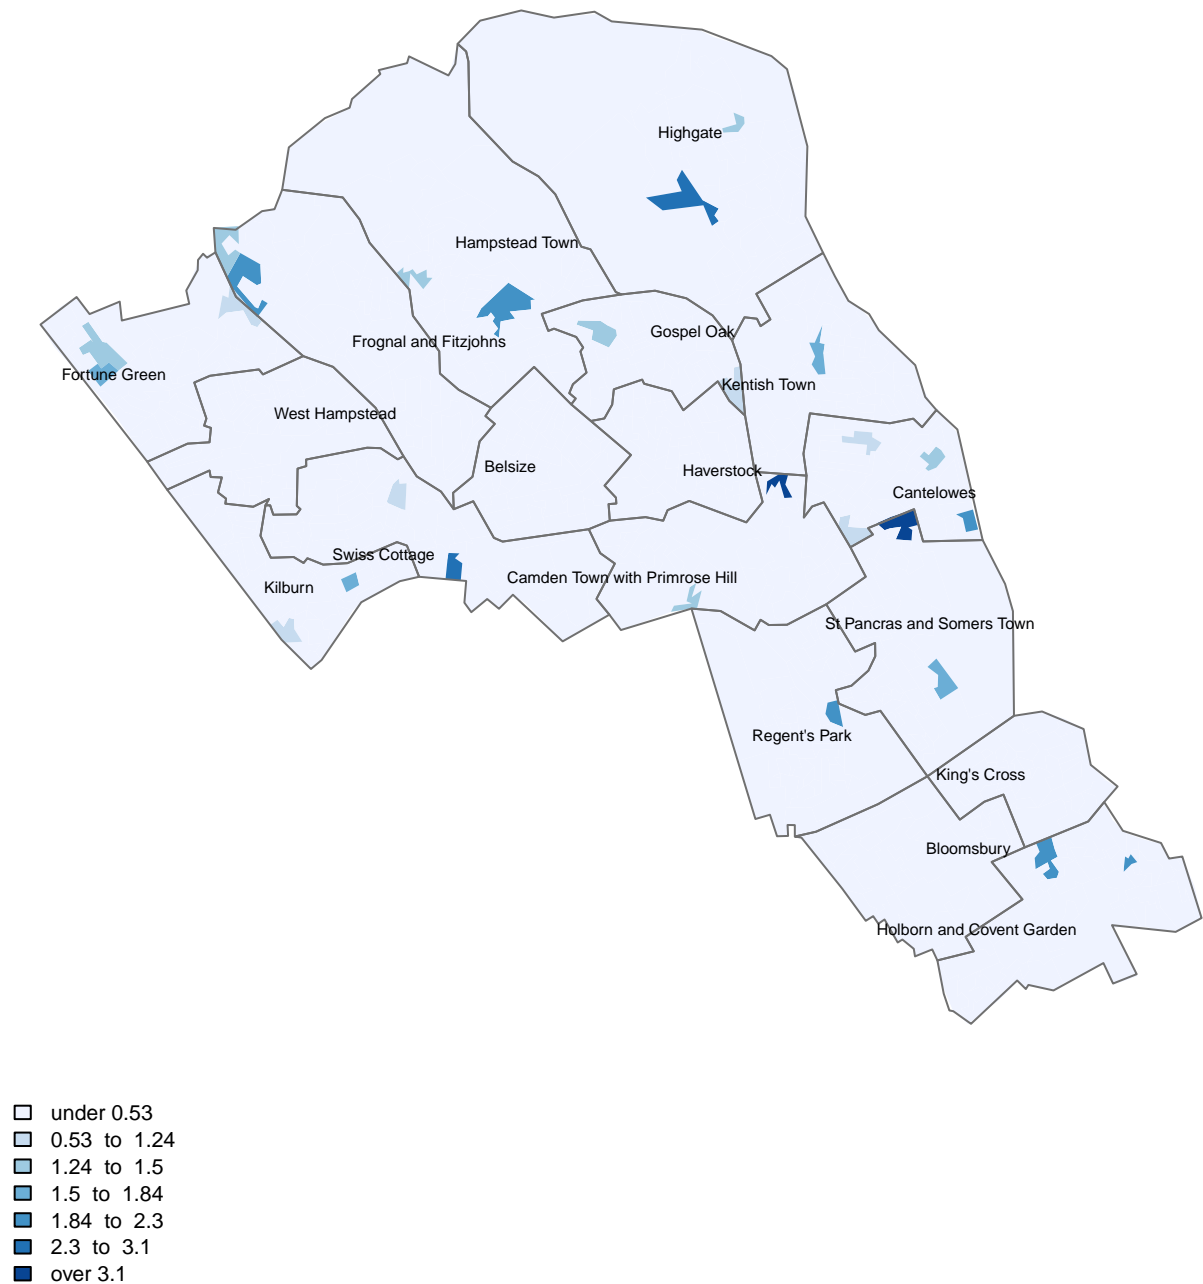 Highgate
Hampstead Town
Gospel Oak
Frognal and Fitzjohns
Fortune Green
Kentish Town
West Hampstead
Belsize
Haverstock
Cantelowes
Swiss Cottage
Camden Town with Primrose Hill
Kilburn
St Pancras and Somers Town
Regent's Park
King's Cross
Bloomsbury
Holborn and Covent Garden
under 0.53
0.53 to 1.24
1.24 to 1.5
1.5 to 1.84
1.84 to 2.3
2.3 to 3.1
over 3.1